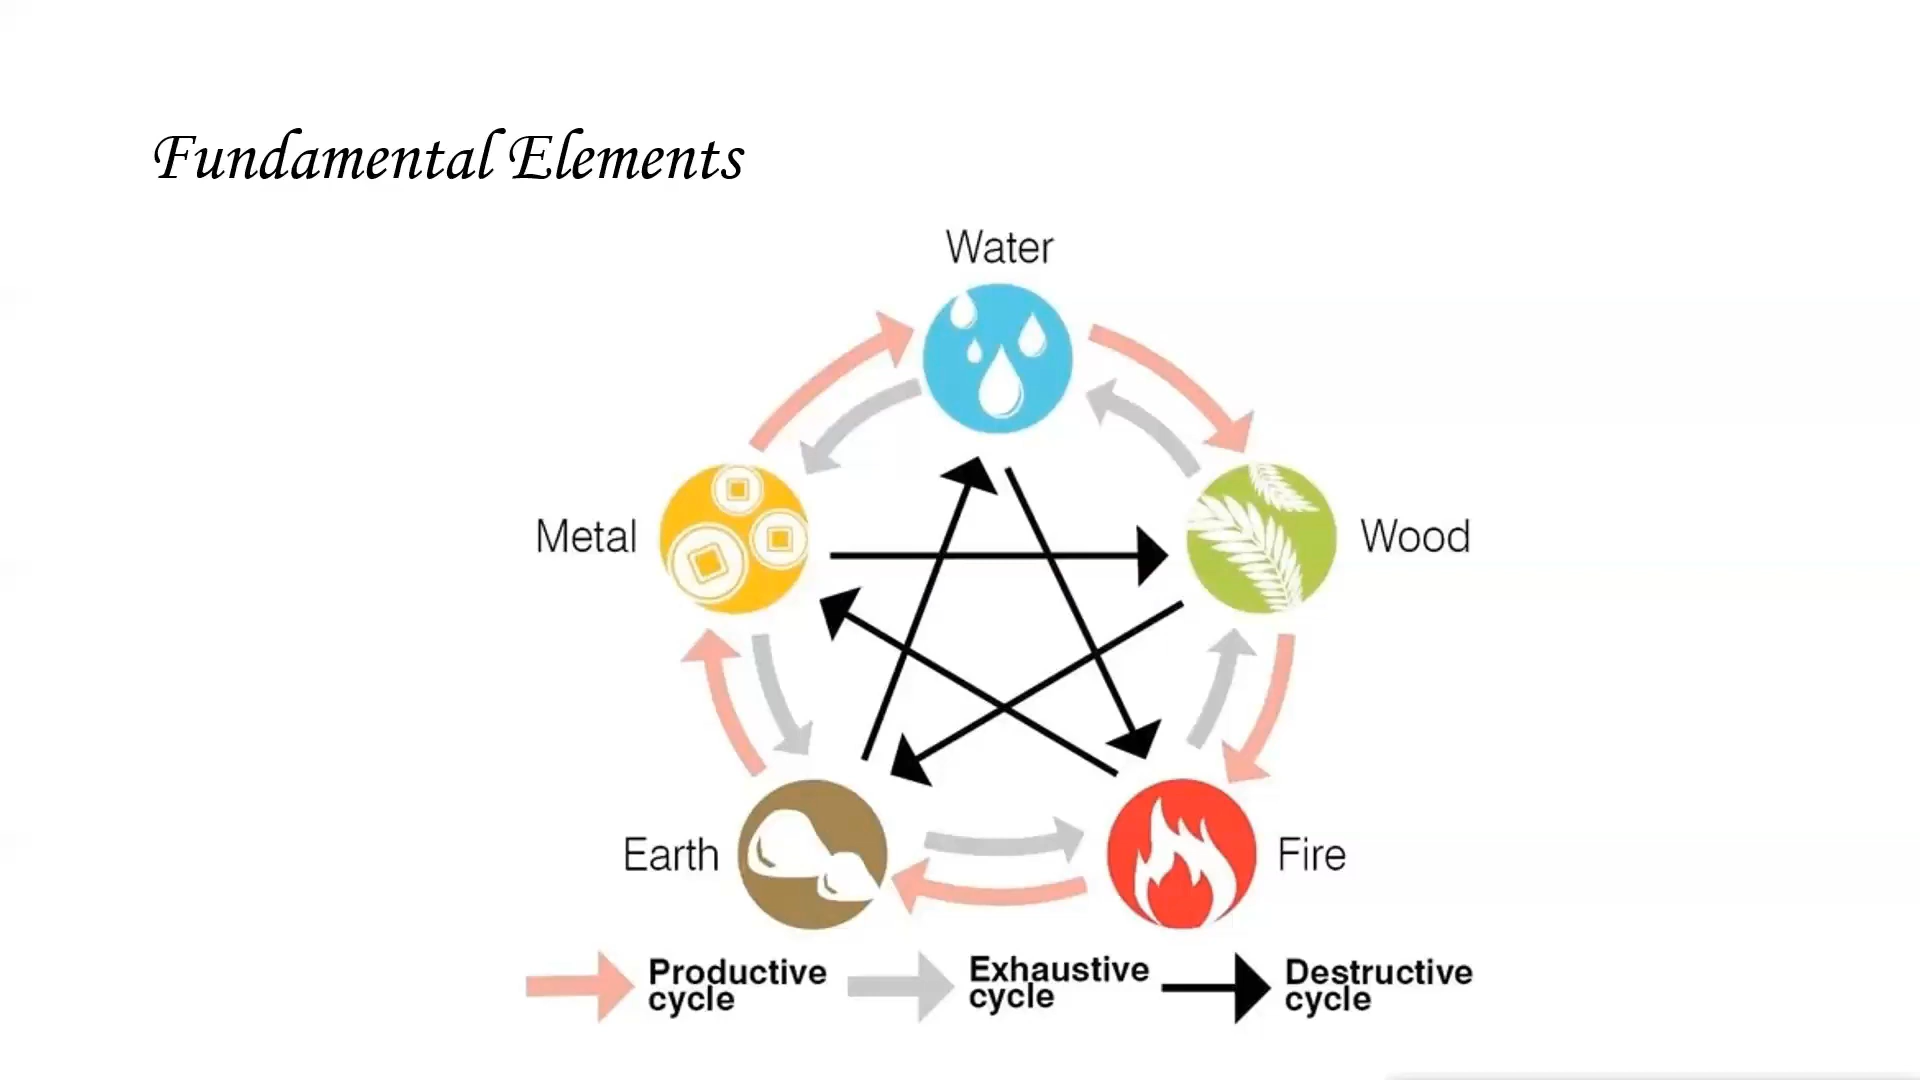 Fundamental Elements
Water
Metal
Wood
Earth
Fire
Productive
cycle
Exhaustive
cycle
Destructive
cycle